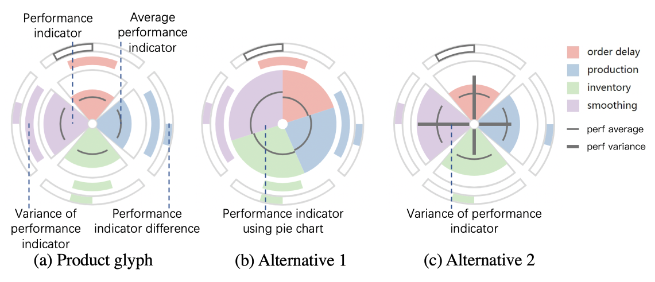 Performance
indicator
Average
performance
indicator
order delay
production
inventory
smoothing
perf average
perf variance
Variance of
performance
indicator
Performance
indicator difference
Performance indicator
using pie chart
Variance of performance
indicator
(a) Product glyph
(b) Alternative 1
(c) Alternative 2